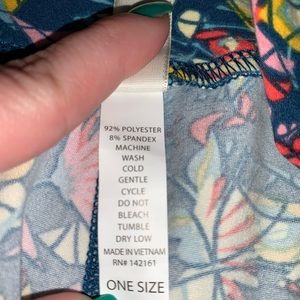 92% POLYESTER
8% SPANDEX
MACHINE
WASH
COLD
GENTLE
CYCLE
DO NOT
BLEACH
TUMBLE
DRY LOW
MADE IN VIETNAM
RN# 142161
ONE SIZE